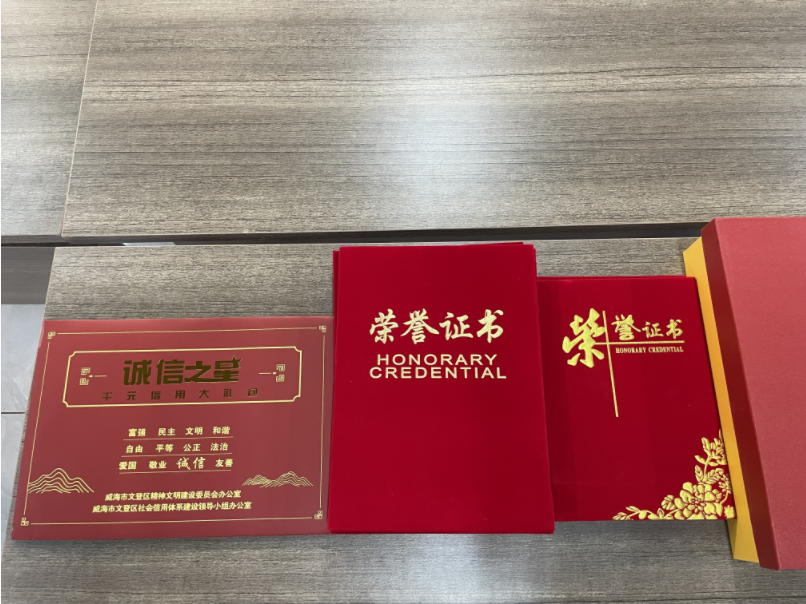 诚信之星
千元信用大礼包
富强 民主 文明 和谐
自由 平等 公正 法治
爱国 敬业 诚信 友善
威海市文登区精神文明建设委员会办公室
威海市文登区社会信用体系建设领导小组办公室
荣誉证书
HONORARY
CREDENTIAL
荣誉证书
HONORARY CREDENTIAL